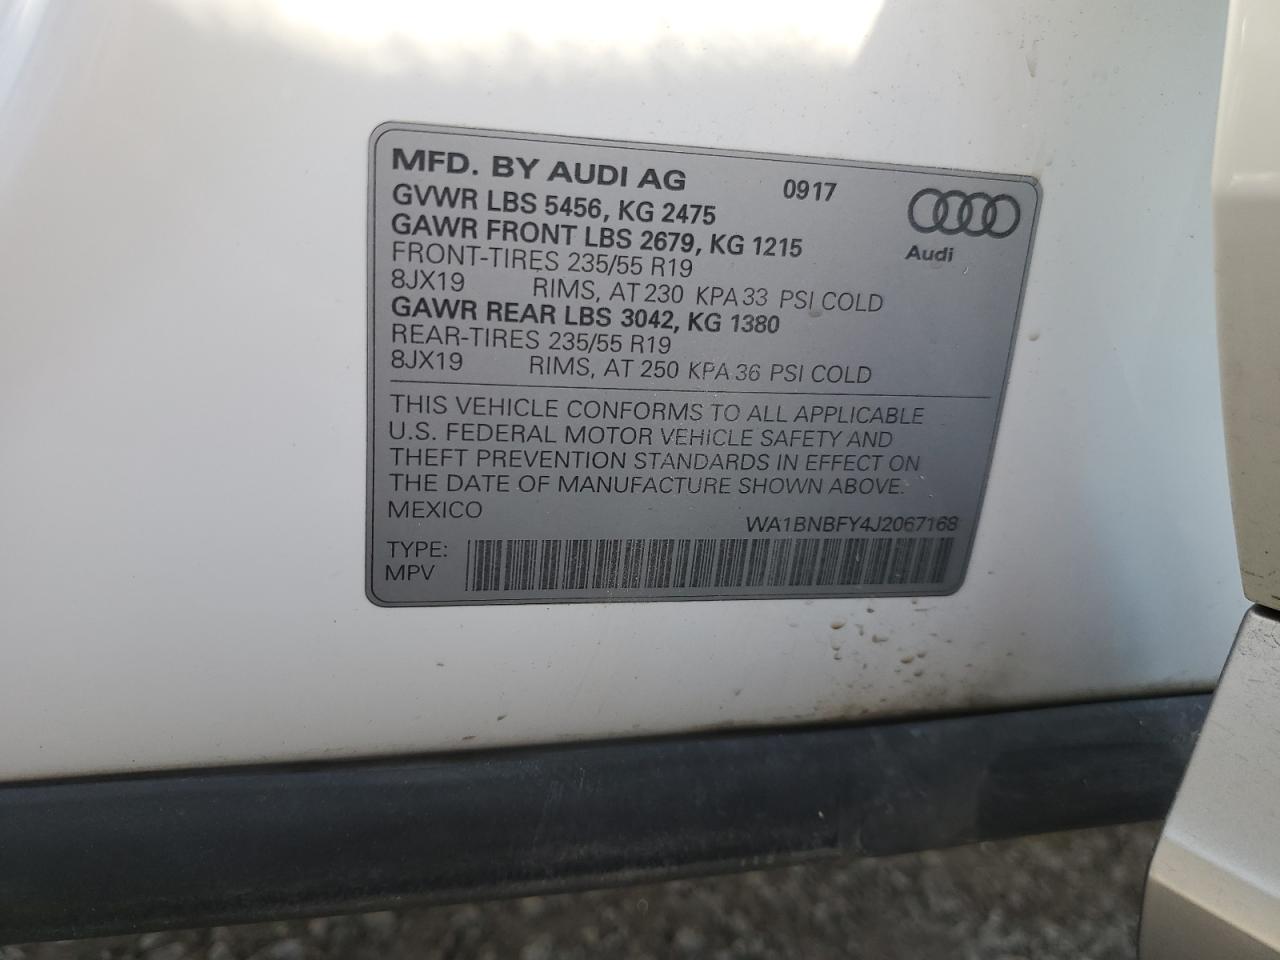 MFD. BY AUDI AG 0917
GVWR LBS 5456, KG 2475
GAWR FRONT LBS 2679, KG 1215
Audi
FRONT-TIRES 235/55 R19
8JX19 RIMS, AT 230 KPA 33 PSI COLD
GAWR REAR LBS 3042, KG 1380
REAR-TIRES 235/55 R19
8JX19 RIMS, AT 250 KPA 36 PSI COLD
THIS VEHICLE CONFORMS TO ALL APPLICABLE
U.S. FEDERAL MOTOR VEHICLE SAFETY AND
THEFT PREVENTION STANDARDS IN EFFECT ON
THE DATE OF MANUFACTURE SHOWN ABOVE.
MEXICO WA1BNBFY4J2067168
TYPE:
MPV